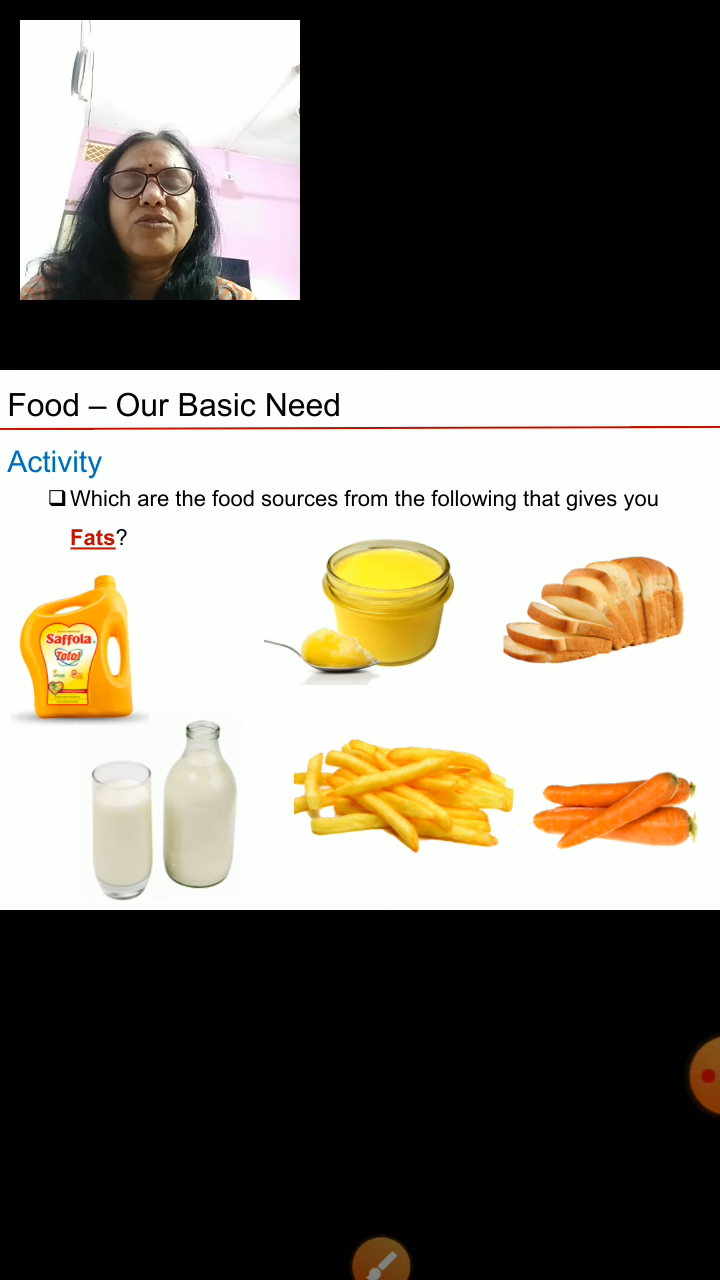 Food – Our Basic Need
Activity
Which are the food sources from the following that gives you
Fats?
Saffola
Total